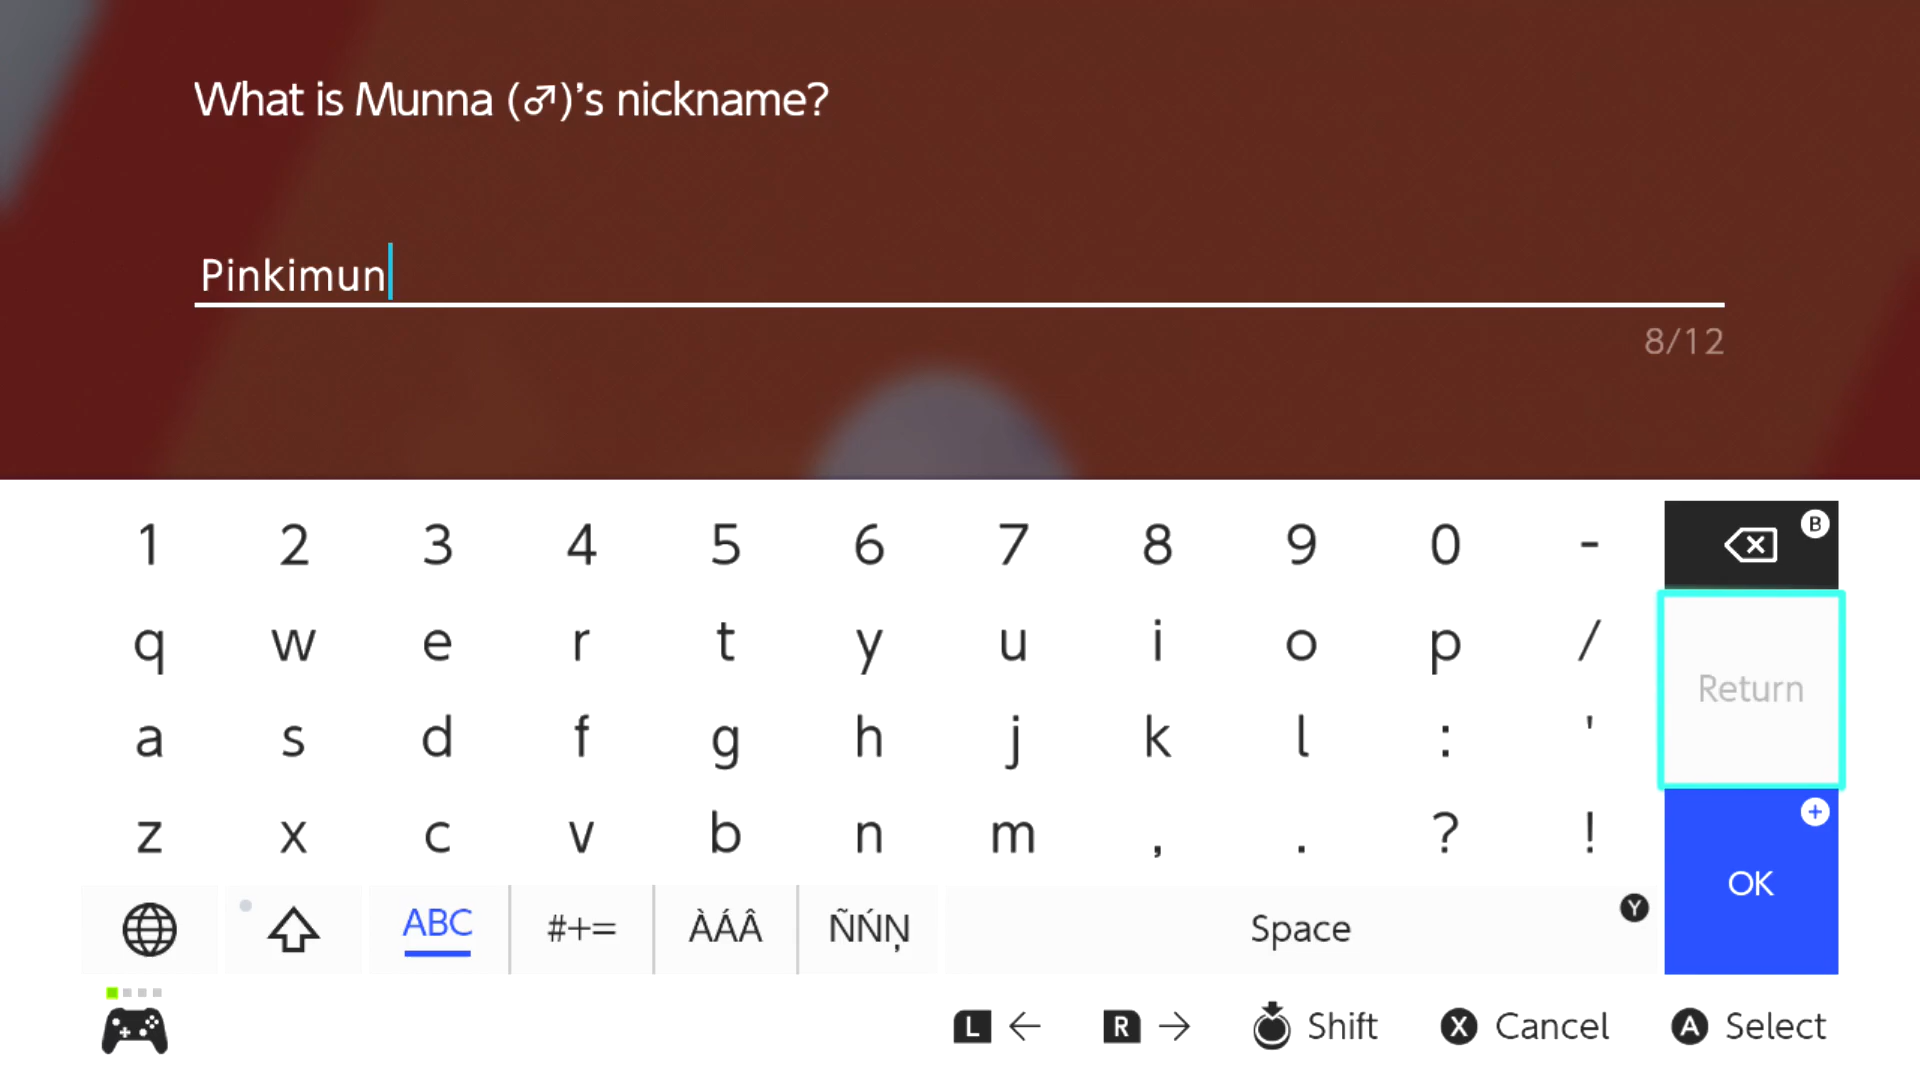 What is Munna (♂)'s nickname?
Pinkimun
8/12
1 2 3 4 5 6 7 8 9 0 - B
q w e r t y u i o p /
Return
a s d f g h j k l : '
z x c v b n m , . ? ! +
OK
ABC #+= ÀÁÂ ÑŃŅ Space Y
L ← R → Shift X Cancel A Select